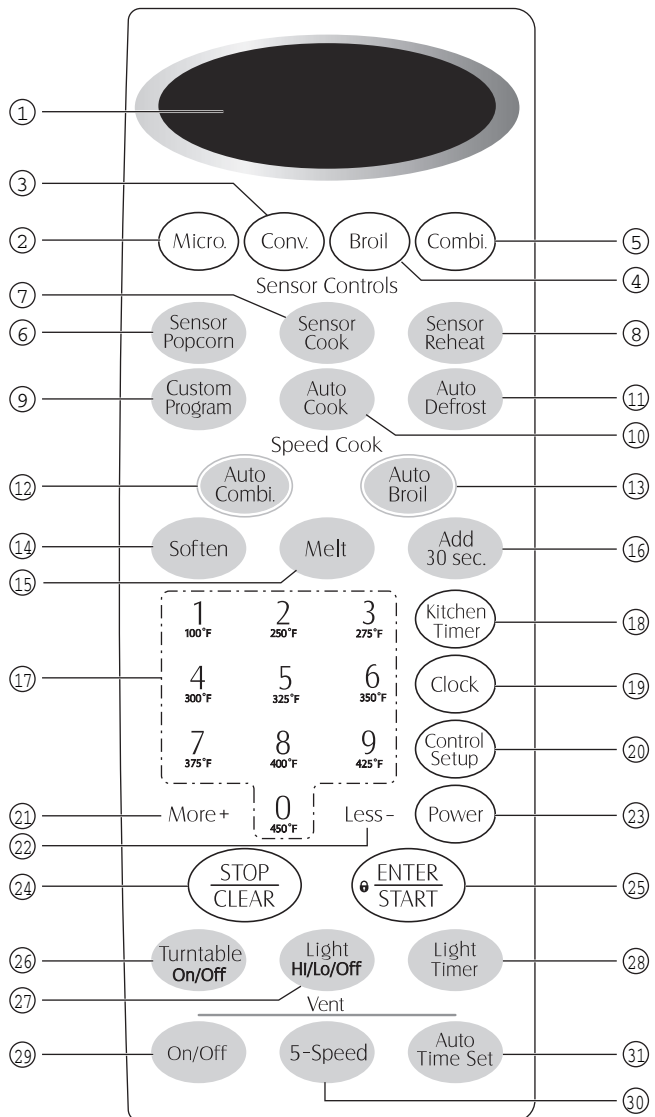 1
3
2 Micro. Conv. Broil Combi. 5
4
Sensor Controls
7
6 Sensor Popcorn Sensor Cook Sensor Reheat 8
9 Custom Program Auto Cook Auto Defrost 11
10
Speed Cook
12 Auto Combi. Auto Broil 13
14 Soften Melt Add 30 sec. 16
15
1 2 3 Kitchen Timer 18
100°F 250°F 275°F
17 4 5 6 Clock 19
300°F 325°F 350°F
7 8 9 Control Setup 20
375°F 400°F 425°F
21 More+ 0 Less- Power 23
450°F
22
24 STOP CLEAR ENTER START 25
26 Turntable On/Off Light HI/Lo/Off Light Timer 28
27
Vent
29 On/Off 5-Speed Auto Time Set 31
30